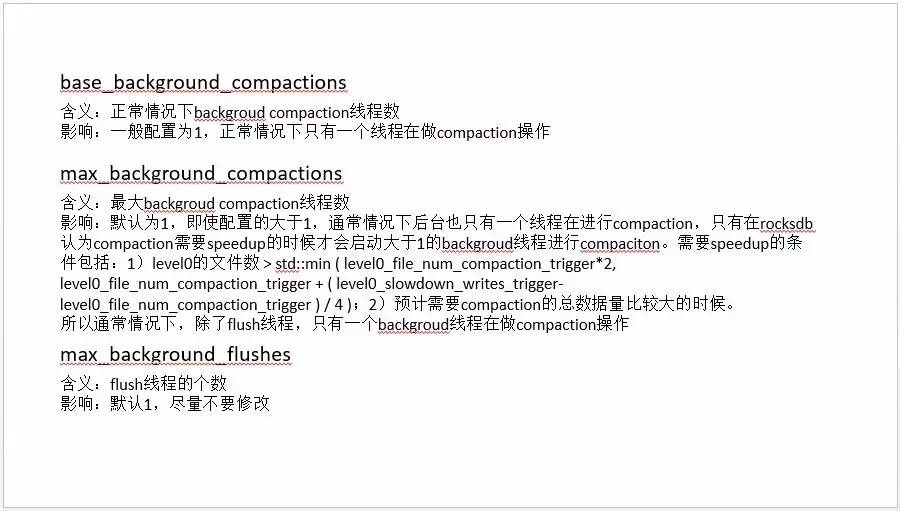 base_background_compactions
含义：正常情况下backgroud compaction线程数
影响：一般配置为1，正常情况下只有一个线程在做compaction操作
max_background_compactions
含义：最大backgroud compaction线程数
影响：默认为1，即使配置的大于1，通常情况下后台也只有一个线程在进行compaction，只有在rocksdb
认为compaction需要speedup的时候才会启动大于1的backgroud线程进行compaciton。需要speedup的条
件包括：1）level0的文件数 > std::min ( level0_file_num_compaction_trigger*2,
level0_file_num_compaction_trigger + ( level0_slowdown_writes_trigger-
level0_file_num_compaction_trigger ) / 4 )；2）预计需要compaction的总数据量比较大的时候。
所以通常情况下，除了flush线程，只有一个backgroud线程在做compaction操作
max_background_flushes
含义：flush线程的个数
影响：默认1，尽量不要修改